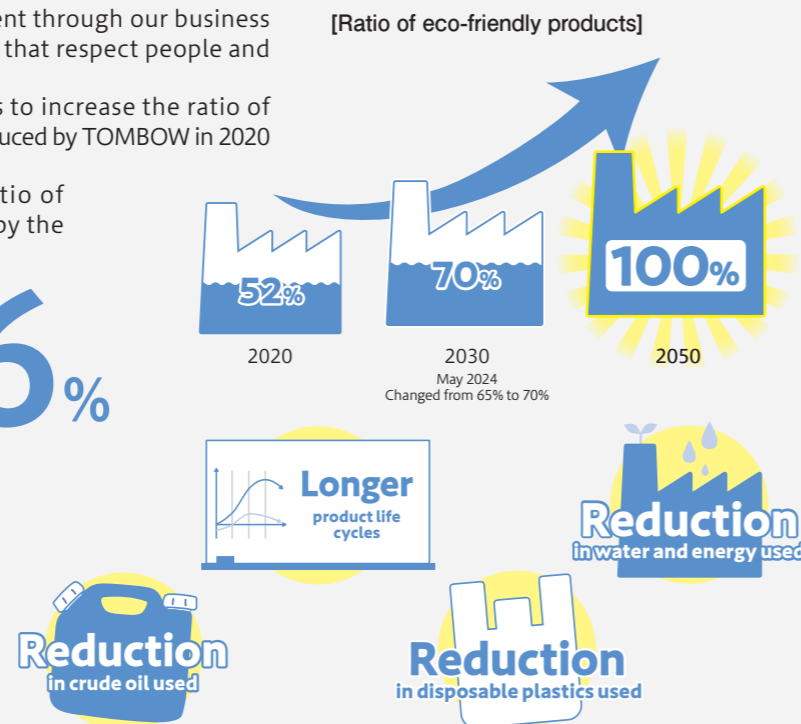 ent through our business
that respect people and
s to increase the ratio of
uced by TOMBOW in 2020
tio of
by the
6%
[Ratio of eco-friendly products]
52%
70%
100%
2020
2030
2050
May 2024
Changed from 65% to 70%
Longer
product life
cycles
Reduction
in water and energy used
Reduction
in crude oil used
Reduction
in disposable plastics used